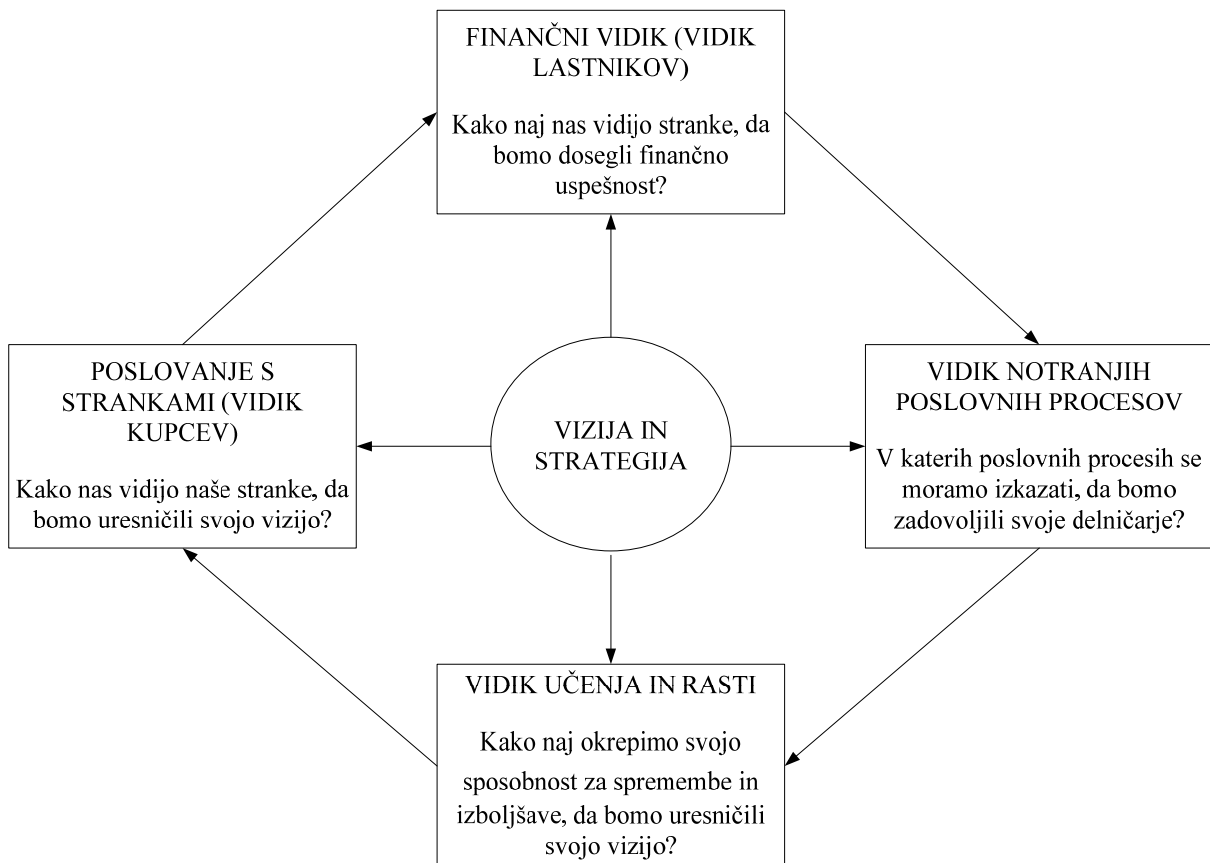 FINANČNI VIDIK (VIDIK
LASTNIKOV)
Kako naj nas vidijo stranke, da
bomo dosegli finančno
uspešnost?
POSLOVANJE S
STRANKAMI (VIDIK
KUPCEV)
Kako nas vidijo naše stranke, da
bomo uresničili svojo vizijo?
VIZIJA IN
STRATEGIJA
VIDIK NOTRANJIH
POSLOVNIH PROCESOV
V katerih poslovnih procesih se
moramo izkazati, da bomo
zadovoljili svoje delničarje?
VIDIK UČENJA IN RASTI
Kako naj okrepimo svojo
sposobnost za spremembe in
izboljšave, da bomo uresničili
svojo vizijo?